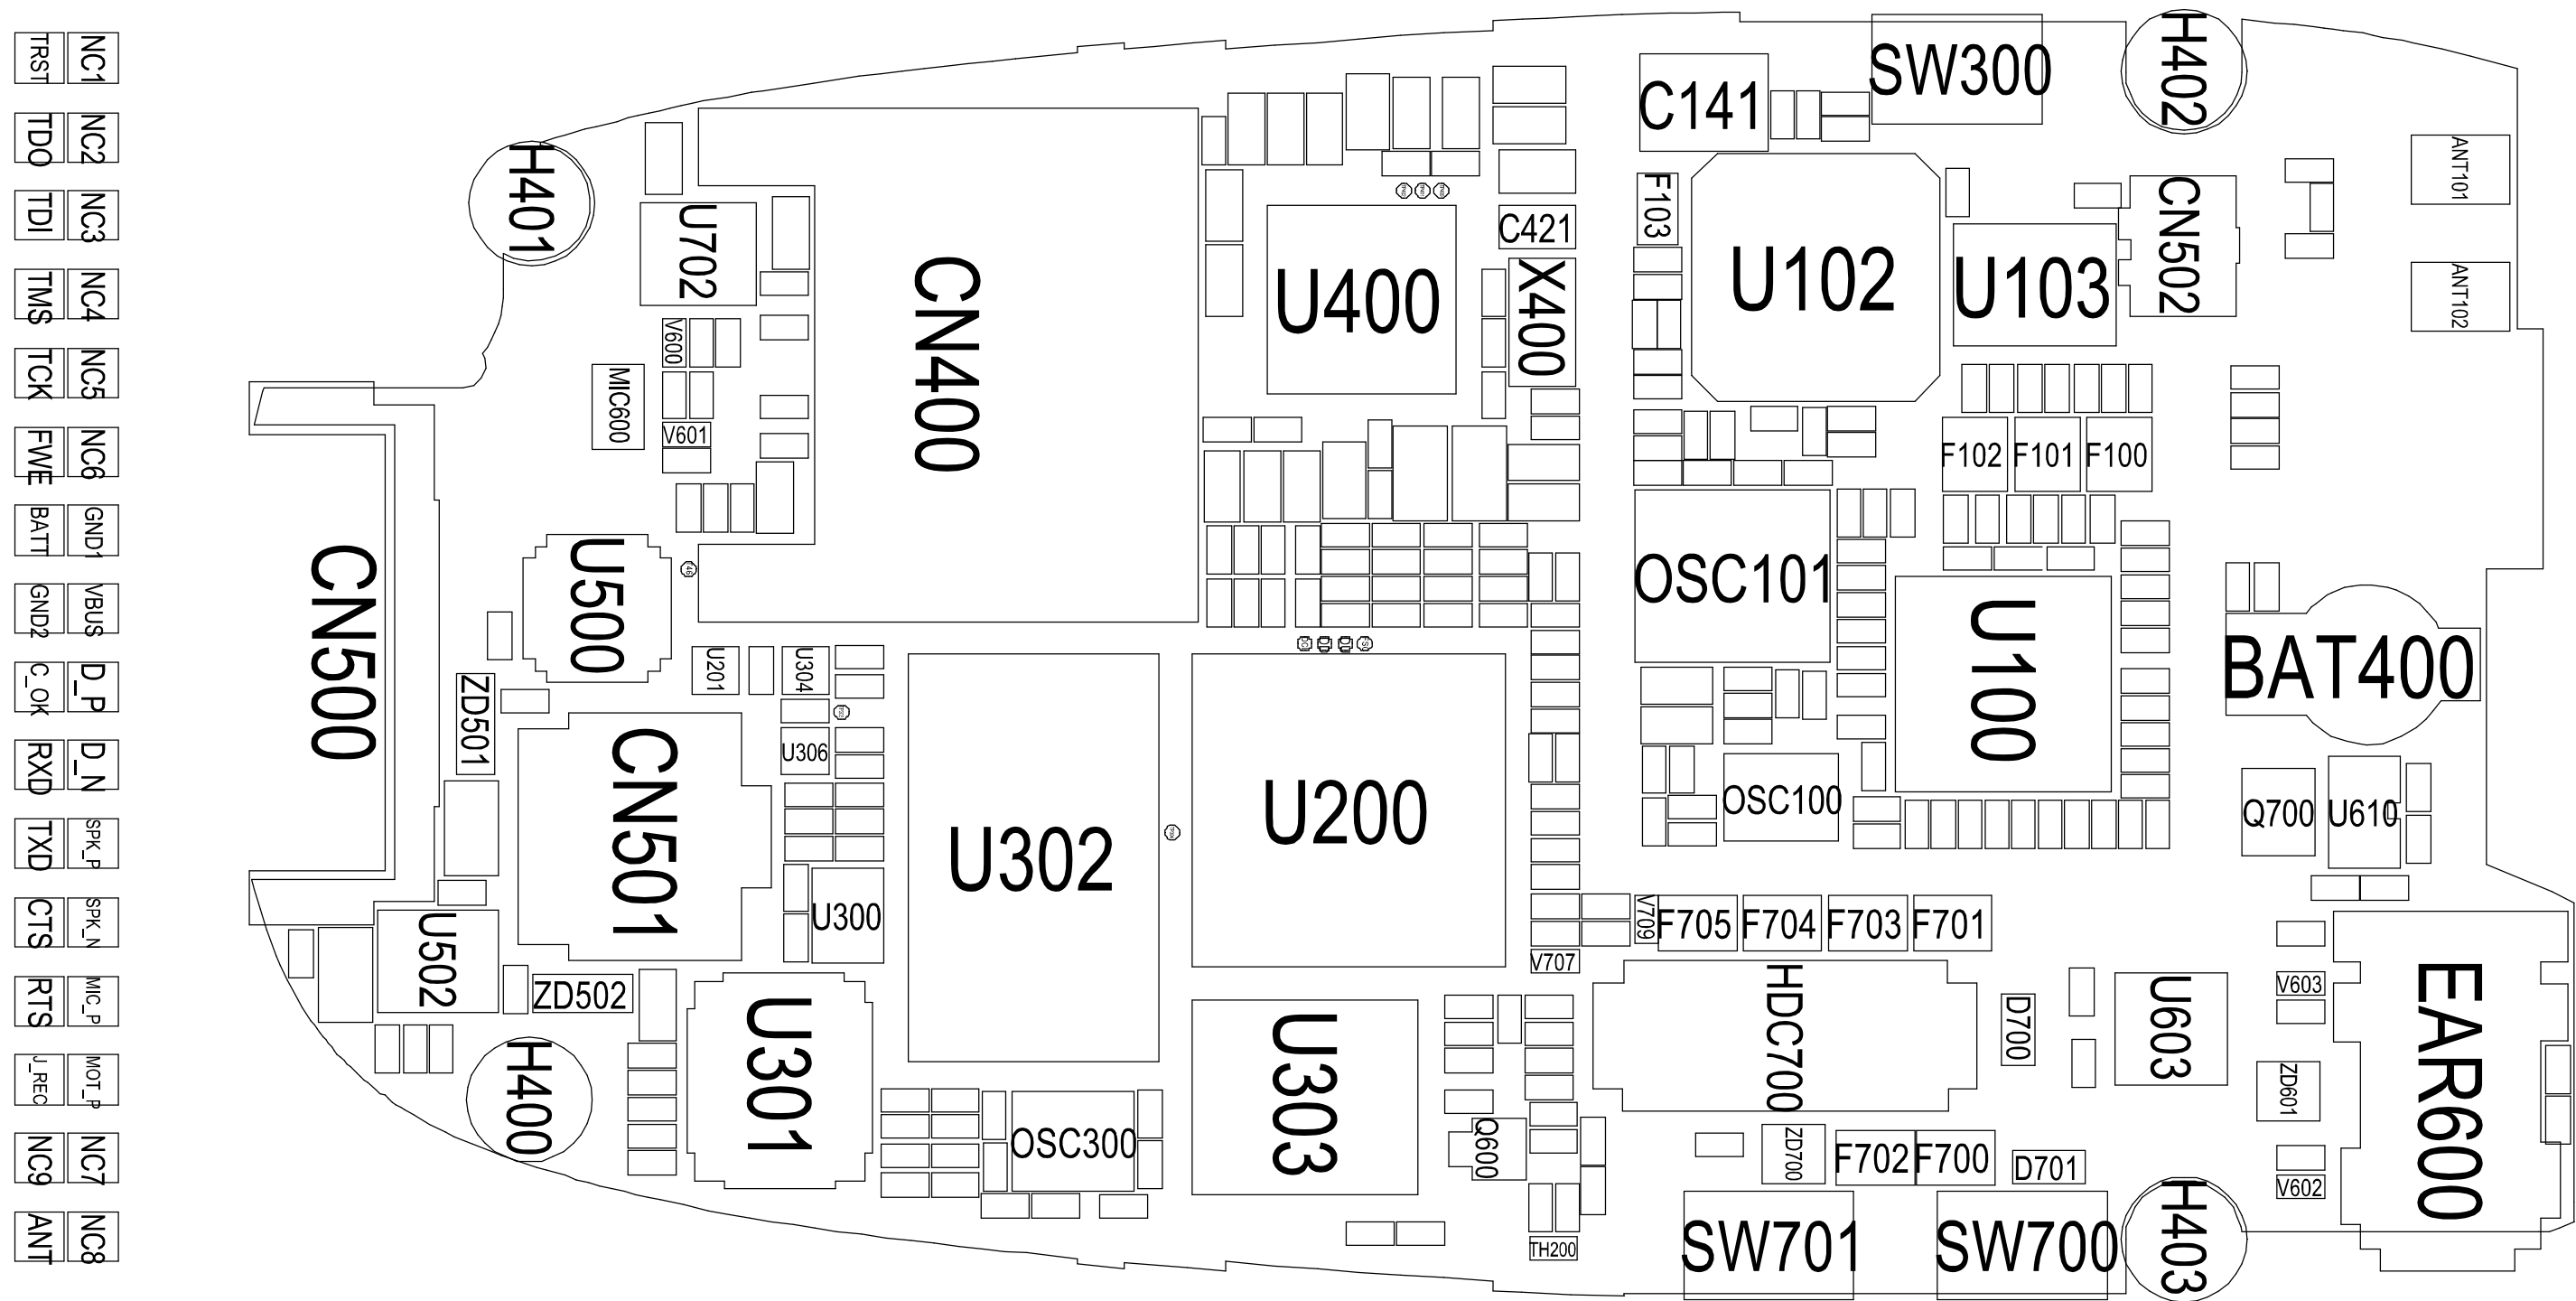 TRST NC1
TDO NC2
TDI NC3
TMS NC4
TCK NC5
FWE NC6
BATT GND1
GND2 VBUS
C_OK D_P
RXD D_N
TXD SPK_P
CTS SPK_N
RTS MIC_P
J_REC MOT_P
NC9 NC7
ANT NC8
H401
U702
V600
MIC600
V601
CN400
U400
C421
X400
C141
SW300
H402
F103
U102
U103
CN502
ANT101
ANT102
F102
F101
F100
CN500
U500
ZD501
U201
U304
U306
CN501
U300
U502
ZD502
H400
U301
U302
U200
OSC300
U303
Q600
TH200
OSC101
U100
OSC100
BAT400
Q700
U610
V709
F705
F704
F703
F701
V707
HDC700
D700
U603
V603
ZD601
V602
EAR600
ZD700
F702
F700
D701
SW701
SW700
H403